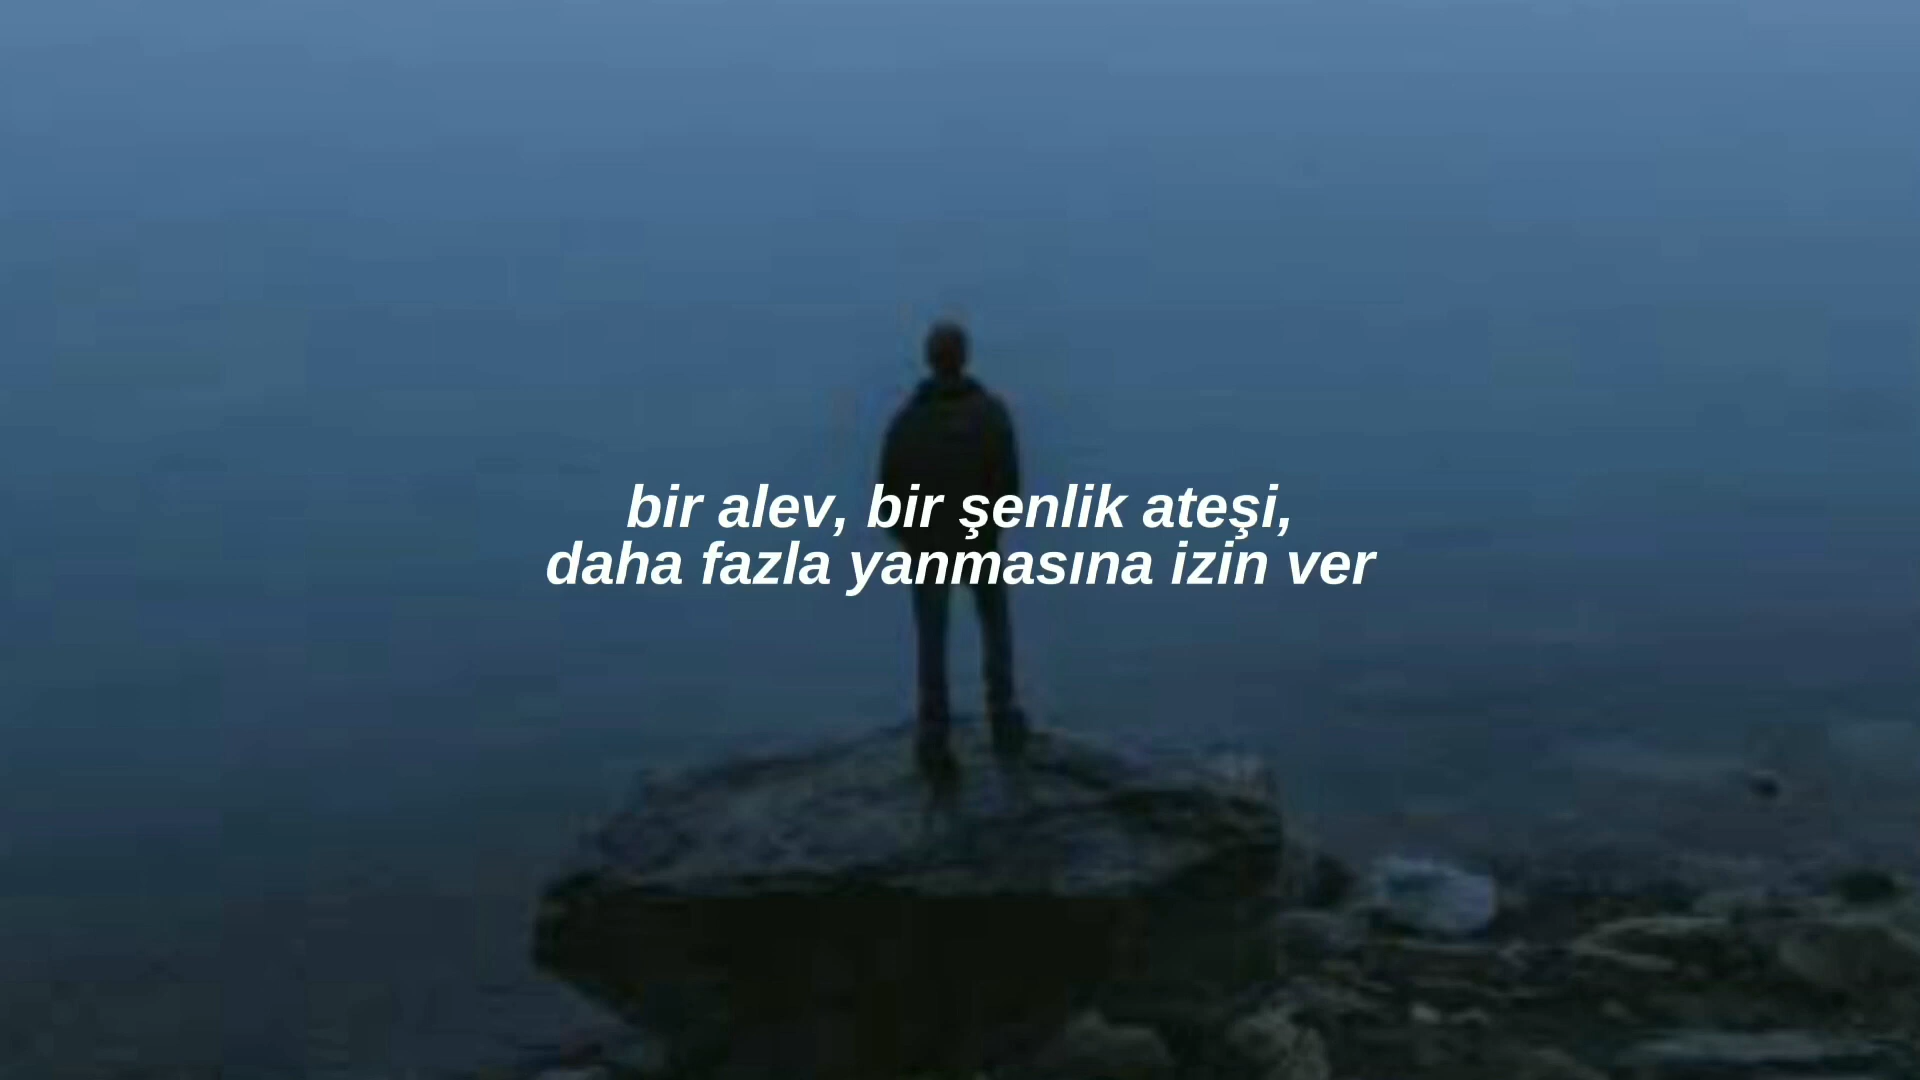 bir alev, bir şenlik ateşi,
daha fazla yanmasına izin ver